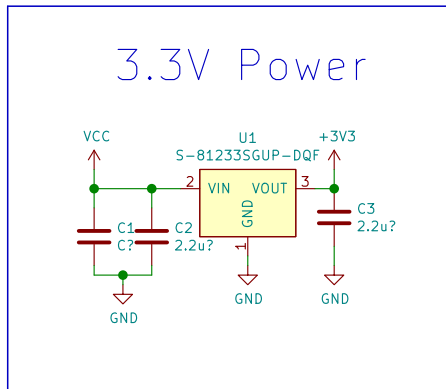 3.3V Power
VCC
U1
S-81233SGUP-DQF
+3V3
2
VIN
VOUT
3
GND
1
C1
C?
C2
2.2u?
C3
2.2u?
GND
GND
GND